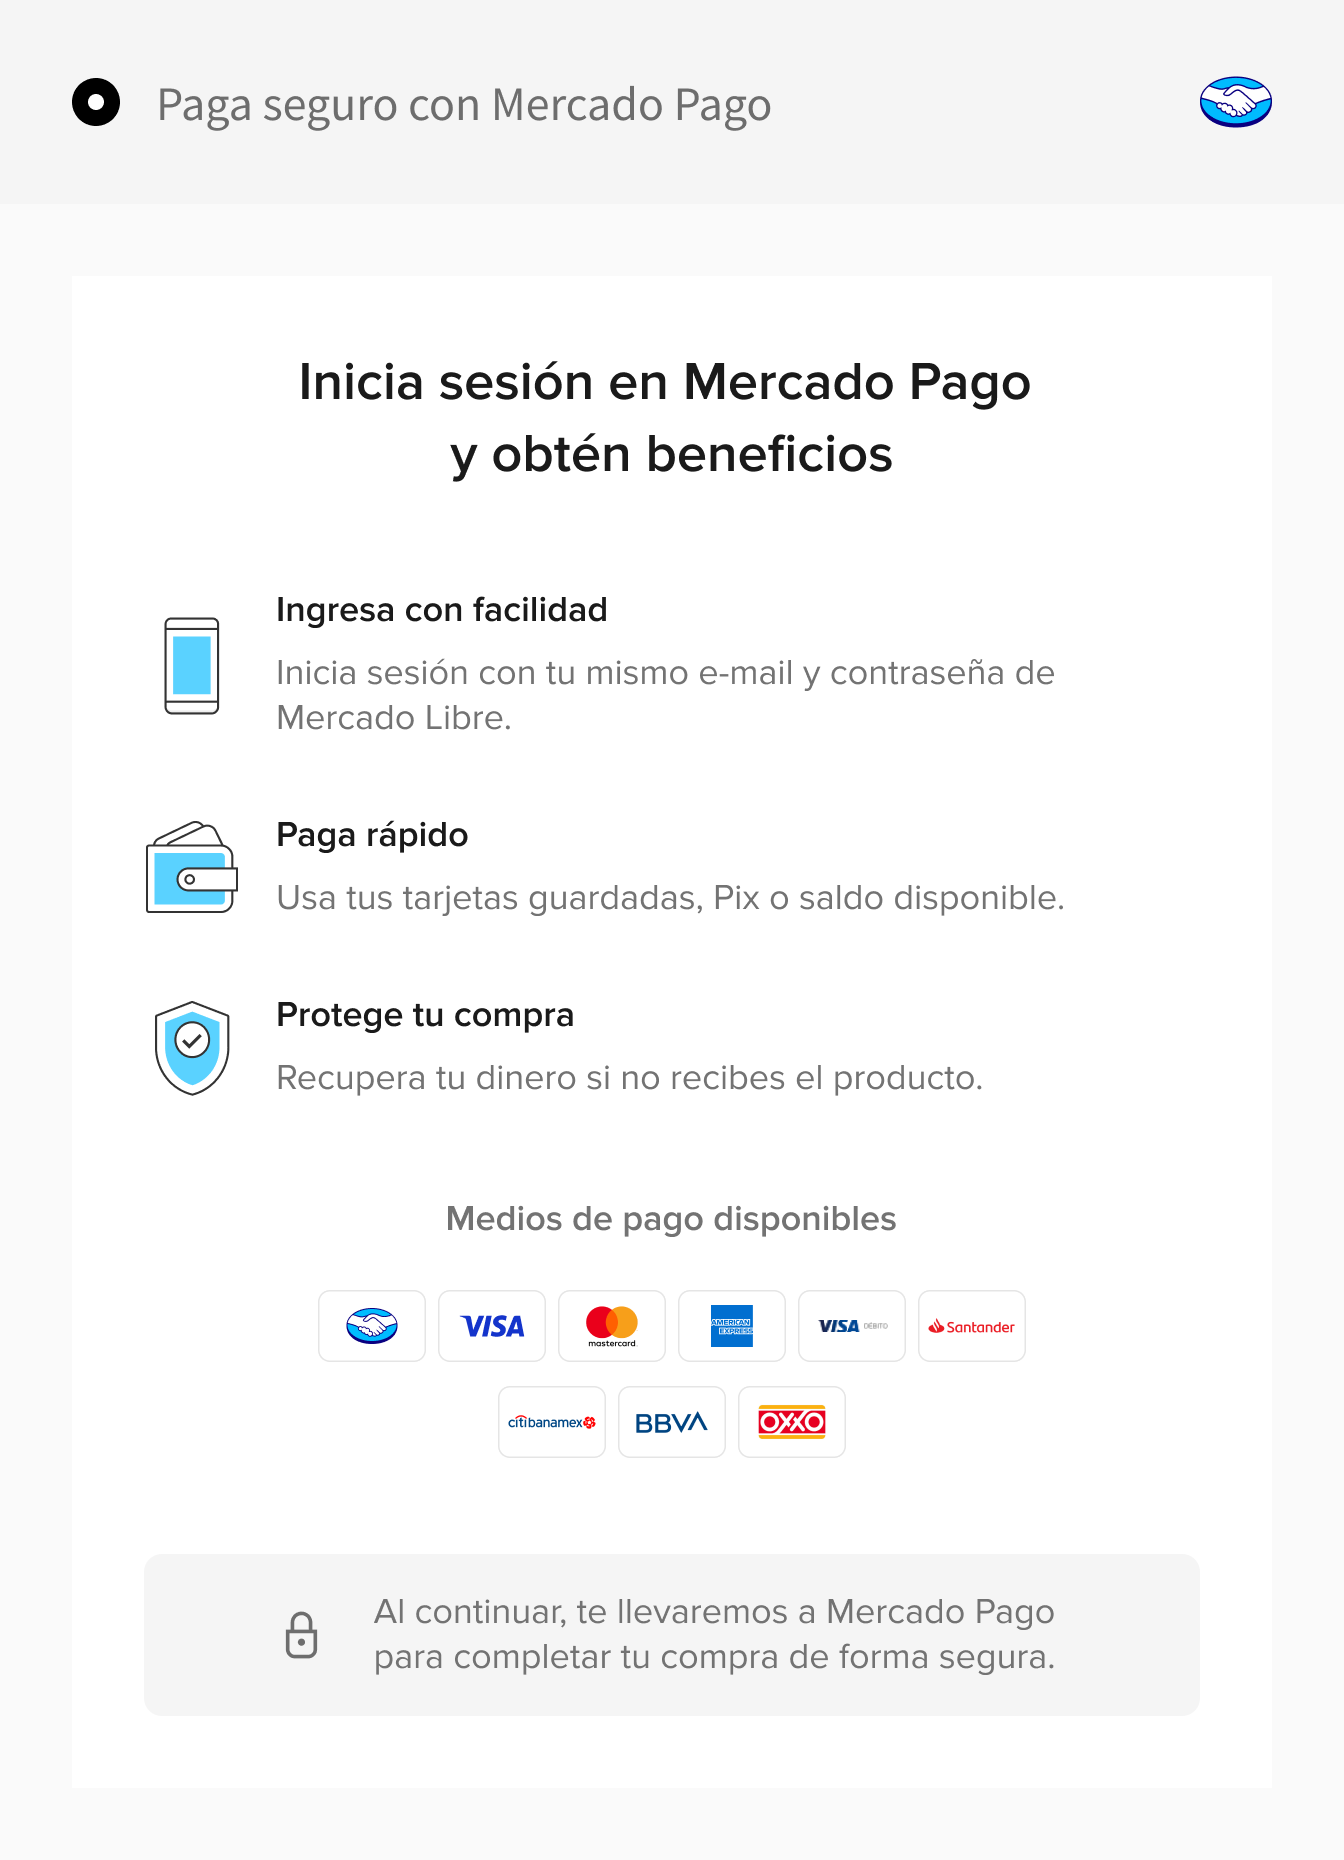 Paga seguro con Mercado Pago
Inicia sesión en Mercado Pago
y obtén beneficios
Ingresa con facilidad
Inicia sesión con tu mismo e-mail y contraseña de
Mercado Libre.
Paga rápido
Usa tus tarjetas guardadas, Pix o saldo disponible.
Protege tu compra
Recupera tu dinero si no recibes el producto.
Medios de pago disponibles
VISA mastercard AMERICAN EXPRESS VISA DÉBITO Santander
citibanamex BBVA OXXO
Al continuar, te llevaremos a Mercado Pago
para completar tu compra de forma segura.